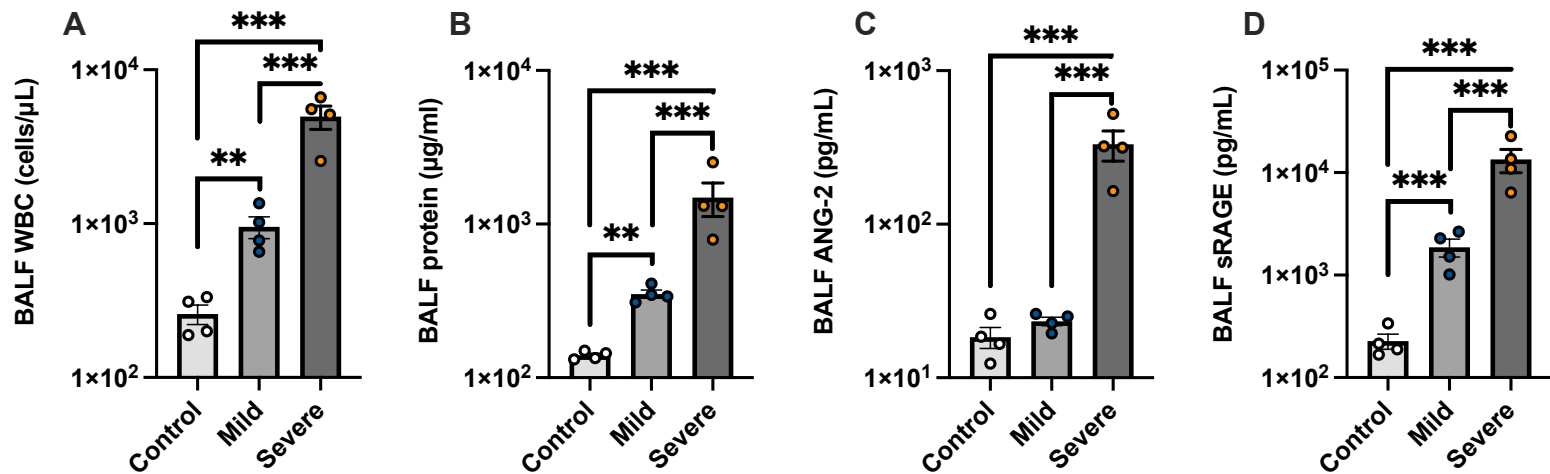 A
BALF WBC (cells/µL)
1×10⁴
1×10³
1×10²
***
***
**
Control
Mild
Severe
B
BALF protein (µg/ml)
1×10⁴
1×10³
1×10²
***
***
**
Control
Mild
Severe
C
BALF ANG-2 (pg/mL)
1×10³
1×10²
1×10¹
***
***
Control
Mild
Severe
D
BALF sRAGE (pg/mL)
1×10⁵
1×10⁴
1×10³
1×10²
***
***
***
Control
Mild
Severe